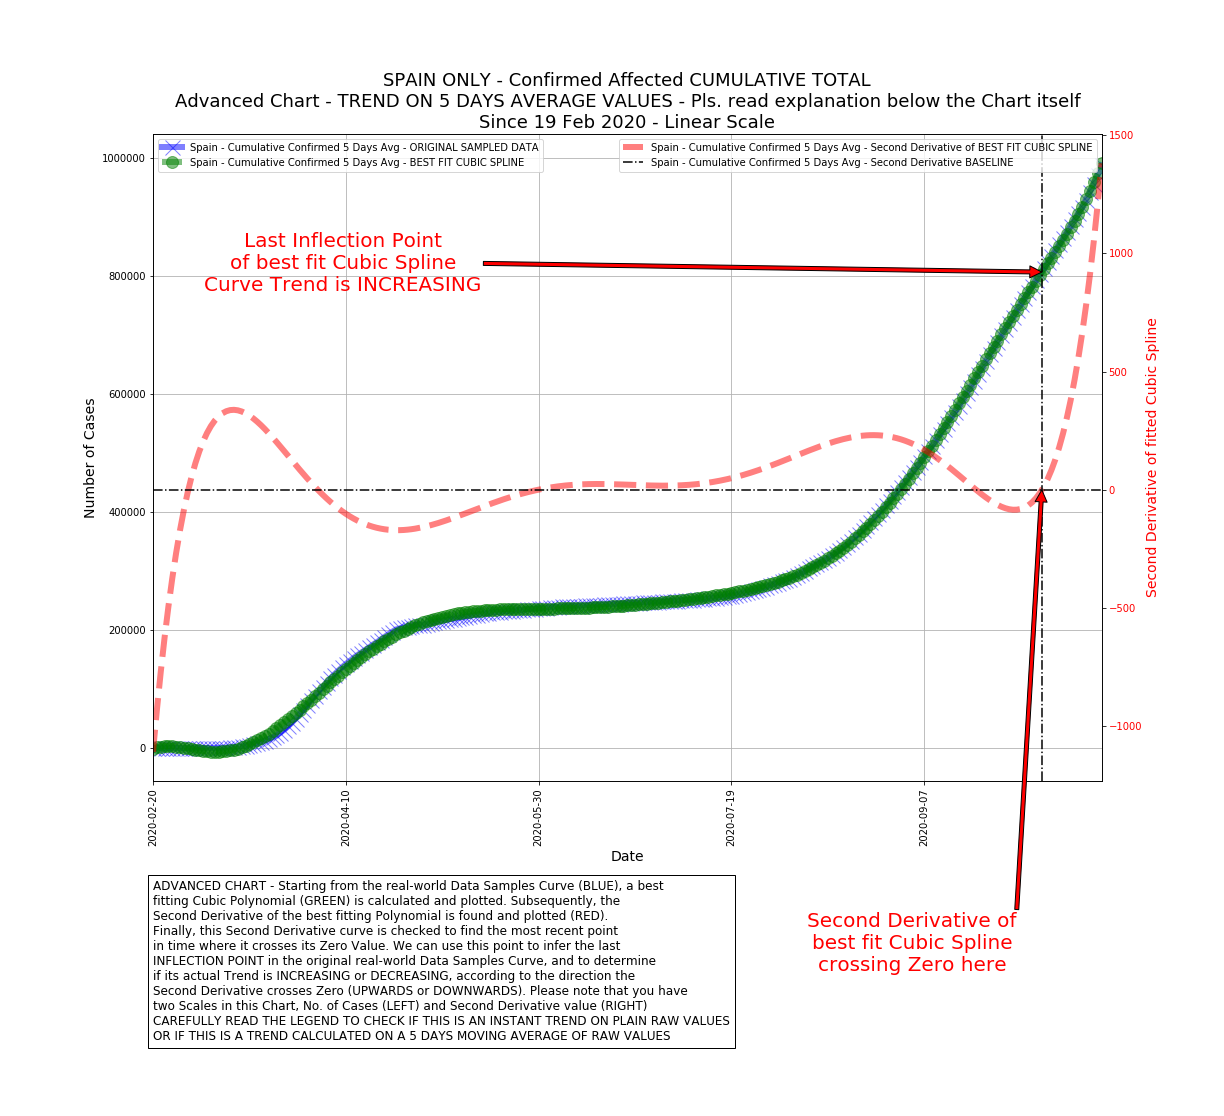 SPAIN ONLY - Confirmed Affected CUMULATIVE TOTAL
Advanced Chart - TREND ON 5 DAYS AVERAGE VALUES - Pls. read explanation below the Chart itself
Since 19 Feb 2020 - Linear Scale
Spain - Cumulative Confirmed 5 Days Avg - ORIGINAL SAMPLED DATA
Spain - Cumulative Confirmed 5 Days Avg - BEST FIT CUBIC SPLINE
Spain - Cumulative Confirmed 5 Days Avg - Second Derivative of BEST FIT CUBIC SPLINE
Spain - Cumulative Confirmed 5 Days Avg - Second Derivative BASELINE
Last Inflection Point
of best fit Cubic Spline
Curve Trend is INCREASING
Number of Cases
1000000
800000
600000
400000
200000
0
1500
1000
500
0
−500
−1000
Second Derivative of fitted Cubic Spline
2020-02-20
2020-04-10
2020-05-30
2020-07-19
2020-09-07
Date
Second Derivative of
best fit Cubic Spline
crossing Zero here
ADVANCED CHART - Starting from the real-world Data Samples Curve (BLUE), a best
fitting Cubic Polynomial (GREEN) is calculated and plotted. Subsequently, the
Second Derivative of the best fitting Polynomial is found and plotted (RED).
Finally, this Second Derivative curve is checked to find the most recent point
in time where it crosses its Zero Value. We can use this point to infer the last
INFLECTION POINT in the original real-world Data Samples Curve, and to determine
if its actual Trend is INCREASING or DECREASING, according to the direction the
Second Derivative crosses Zero (UPWARDS or DOWNWARDS). Please note that you have
two Scales in this Chart, No. of Cases (LEFT) and Second Derivative value (RIGHT)
CAREFULLY READ THE LEGEND TO CHECK IF THIS IS AN INSTANT TREND ON PLAIN RAW VALUES
OR IF THIS IS A TREND CALCULATED ON A 5 DAYS MOVING AVERAGE OF RAW VALUES